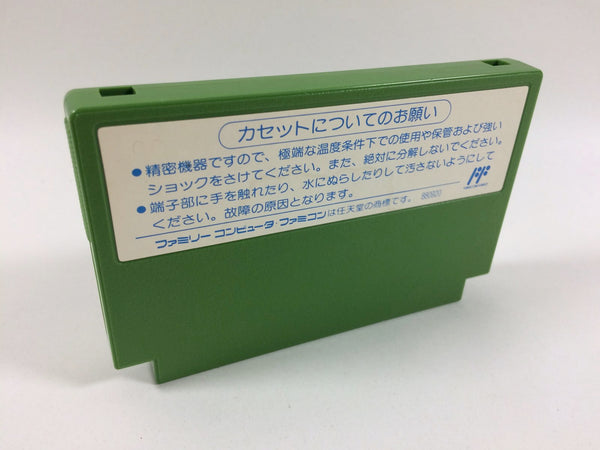 カセットについてのお願い
●精密機器ですので、極端な温度条件下での使用や保管および強い
ショックをさけてください。また、絶対に分解しないでください。
●端子部に手を触れたり、水にぬらしたりして汚さないようにして
ください。故障の原因となります。
ファミリーコンピュータ・ファミコンは任天堂の商標です。 880920